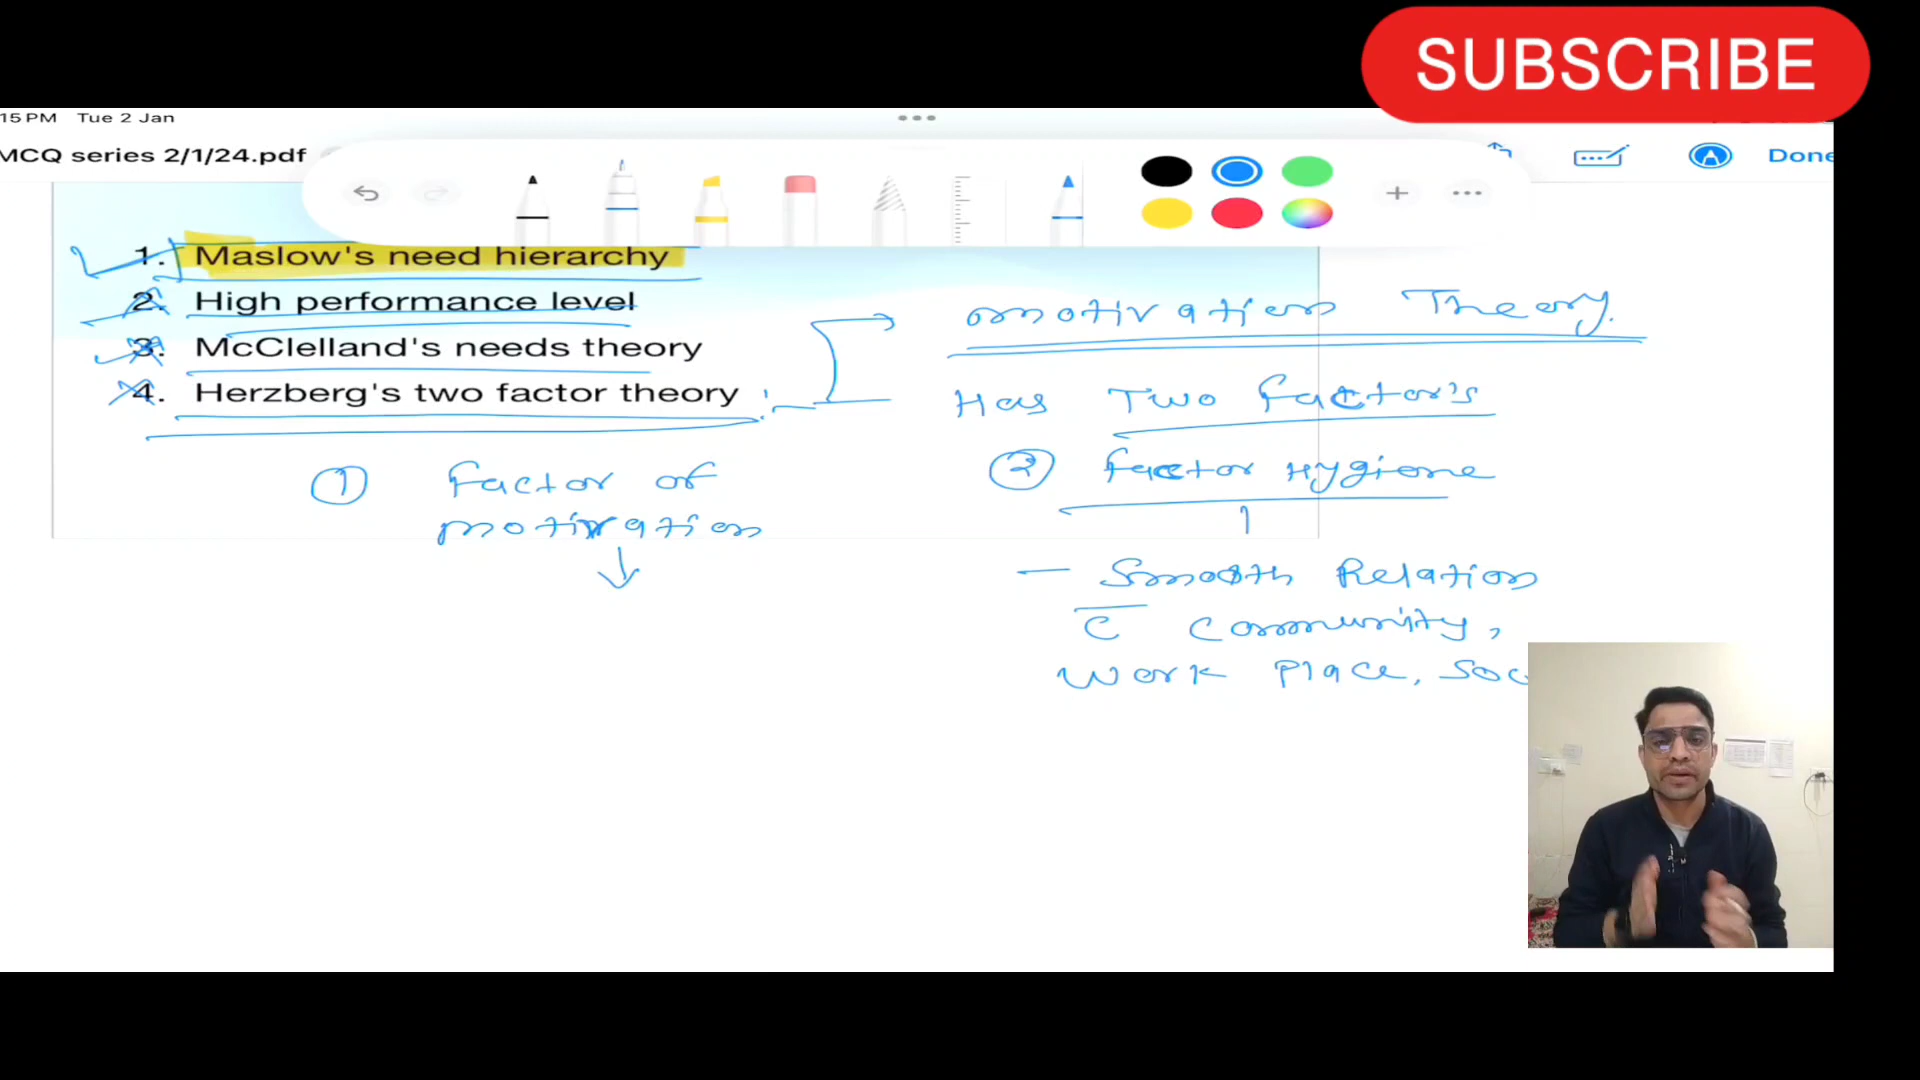 SUBSCRIBE
15 PM Tue 2 Jan
MCQ series 2/1/24.pdf
Done
1. Maslow's need hierarchy
2. High performance level
3. McClelland's needs theory
4. Herzberg's two factor theory
motivation Theory.
Has Two factor's
1 factor of motivation
2 factor Hygiene
- Smooth Relation
c community,
work place, soc